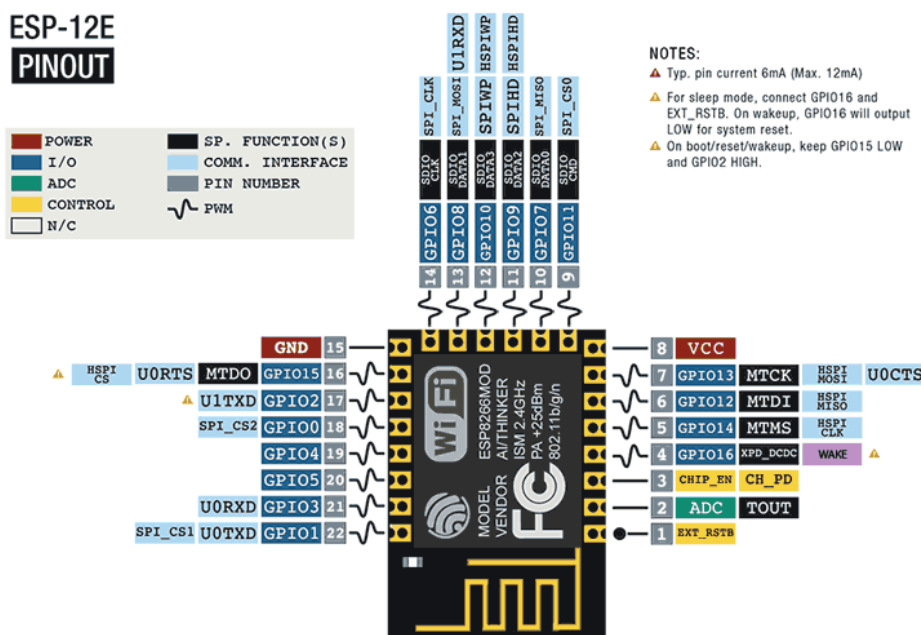 ESP-12E
PINOUT
POWER
I/O
ADC
CONTROL
N/C
SP. FUNCTION(S)
COMM. INTERFACE
PIN NUMBER
PWM
NOTES:
Typ. pin current 6mA (Max. 12mA)
For sleep mode, connect GPIO16 and
EXT_RSTB. On wakeup, GPIO16 will output
LOW for system reset.
On boot/reset/wakeup, keep GPIO15 LOW
and GPIO2 HIGH.
SPI_CLK SDIO CLK GPIO6 14
U1RXD SPI_MOSI SDIO DATA1 GPIO8 13
HSPIWP SPIWP SDIO DATA3 GPIO10 12
HSPIHD SPIHD SDIO DATA2 GPIO9 11
SPI_MISO SDIO DATA0 GPIO7 10
SPI_CS0 SDIO CMD GPIO11 9
GND 15
HSPI CS U0RTS MTDO GPIO15 16
U1TXD GPIO2 17
SPI_CS2 GPIO0 18
GPIO4 19
GPIO5 20
U0RXD GPIO3 21
SPI_CS1 U0TXD GPIO1 22
8 VCC
7 GPIO13 MTCK HSPI MOSI U0CTS
6 GPIO12 MTDI HSPI MISO
5 GPIO14 MTMS HSPI CLK
4 GPIO16 XPD_DCDC WAKE
3 CHIP_EN CH_PD
2 ADC TOUT
1 EXT_RSTB
WiFi
MODEL
VENDOR
ESP8266MOD
AI/THINKER
ISM 2.4GHz
PA +25dBm
802.11b/g/n
FC